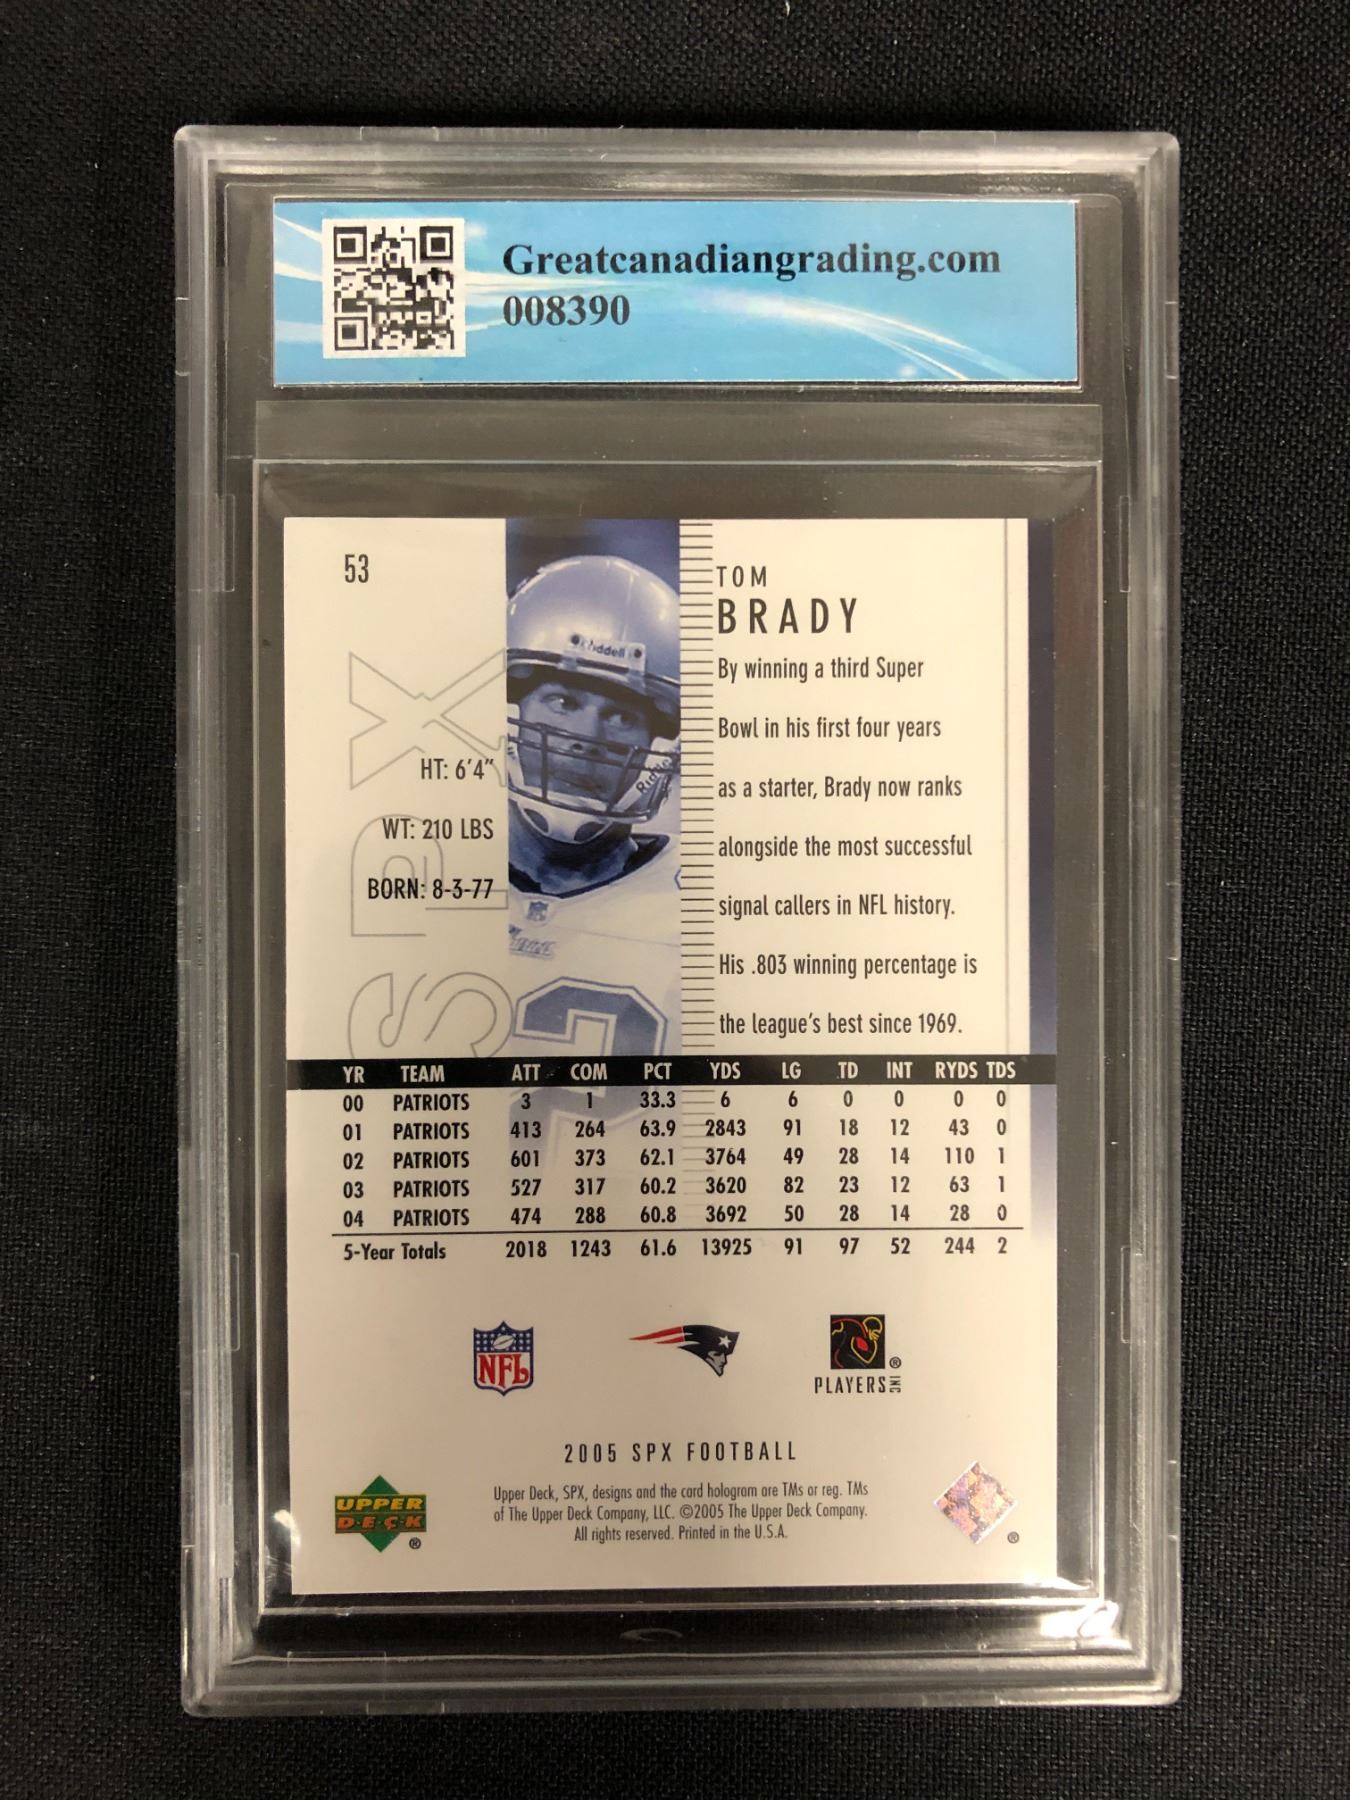 Greatcanadiangrading.com
008390
53
TOM
BRADY
By winning a third Super
Bowl in his first four years
as a starter, Brady now ranks
alongside the most successful
signal callers in NFL history.
His .803 winning percentage is
the league's best since 1969.
SPX
HT: 6'4"
WT: 210 LBS
BORN: 8-3-77
Riddell
Riddell
YR TEAM ATT COM PCT YDS LG TD INT RYDS TDS
00 PATRIOTS 3 1 33.3 6 6 0 0 0 0
01 PATRIOTS 413 264 63.9 2843 91 18 12 43 0
02 PATRIOTS 601 373 62.1 3764 49 28 14 110 1
03 PATRIOTS 527 317 60.2 3620 82 23 12 63 1
04 PATRIOTS 474 288 60.8 3692 50 28 14 28 0
5-Year Totals 2018 1243 61.6 13925 91 97 52 244 2
NFL
PLAYERS INC ®
2005 SPX FOOTBALL
UPPER
DECK
®
Upper Deck, SPX, designs and the card hologram are TMs or reg. TMs
of The Upper Deck Company, LLC. ©2005 The Upper Deck Company.
All rights reserved. Printed in the U.S.A.
®